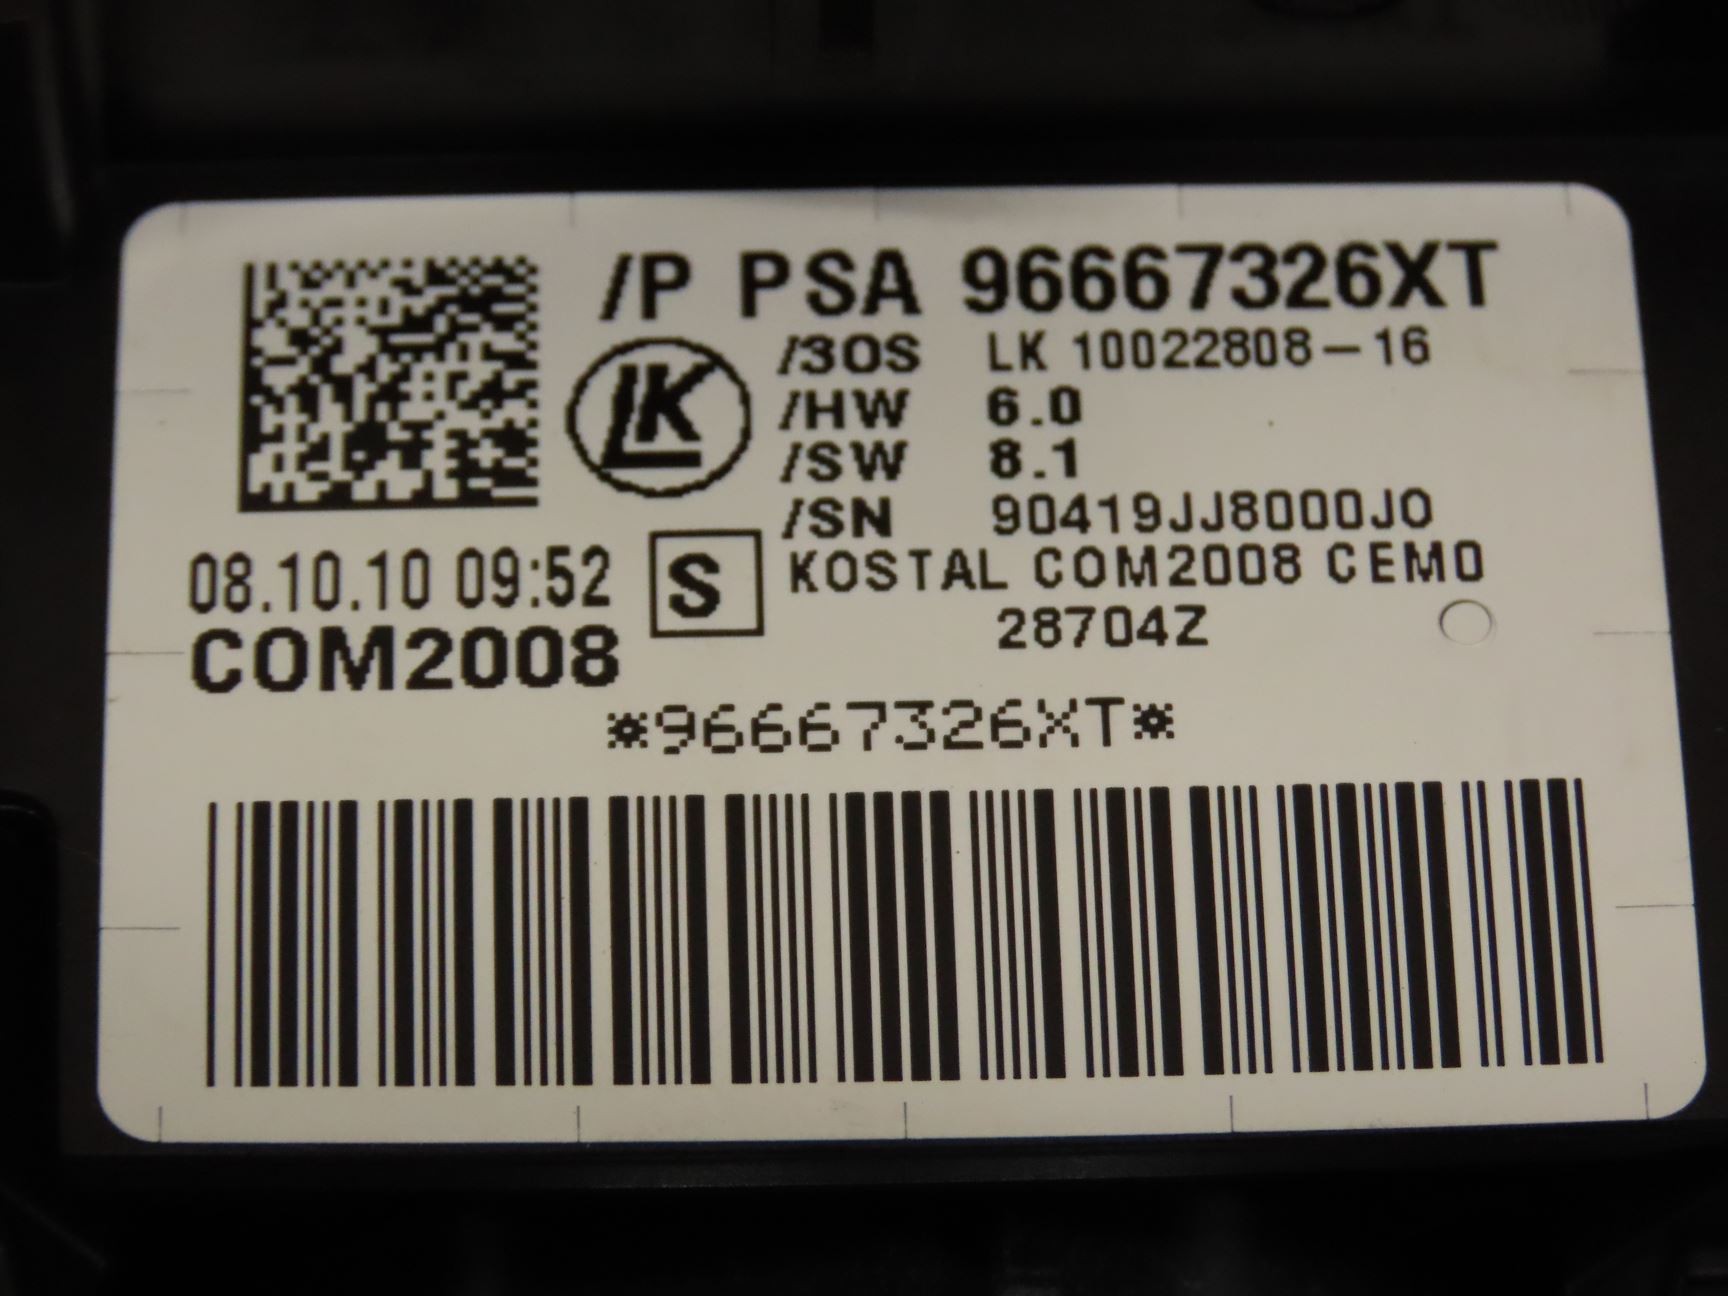 /P PSA 96667326XT
LK
/3OS LK 10022808-16
/HW 6.0
/SW 8.1
/SN 90419JJ8000J0
08.10.10 09:52
S
KOSTAL COM2008 CEM0
28704Z
COM2008
*96667326XT*